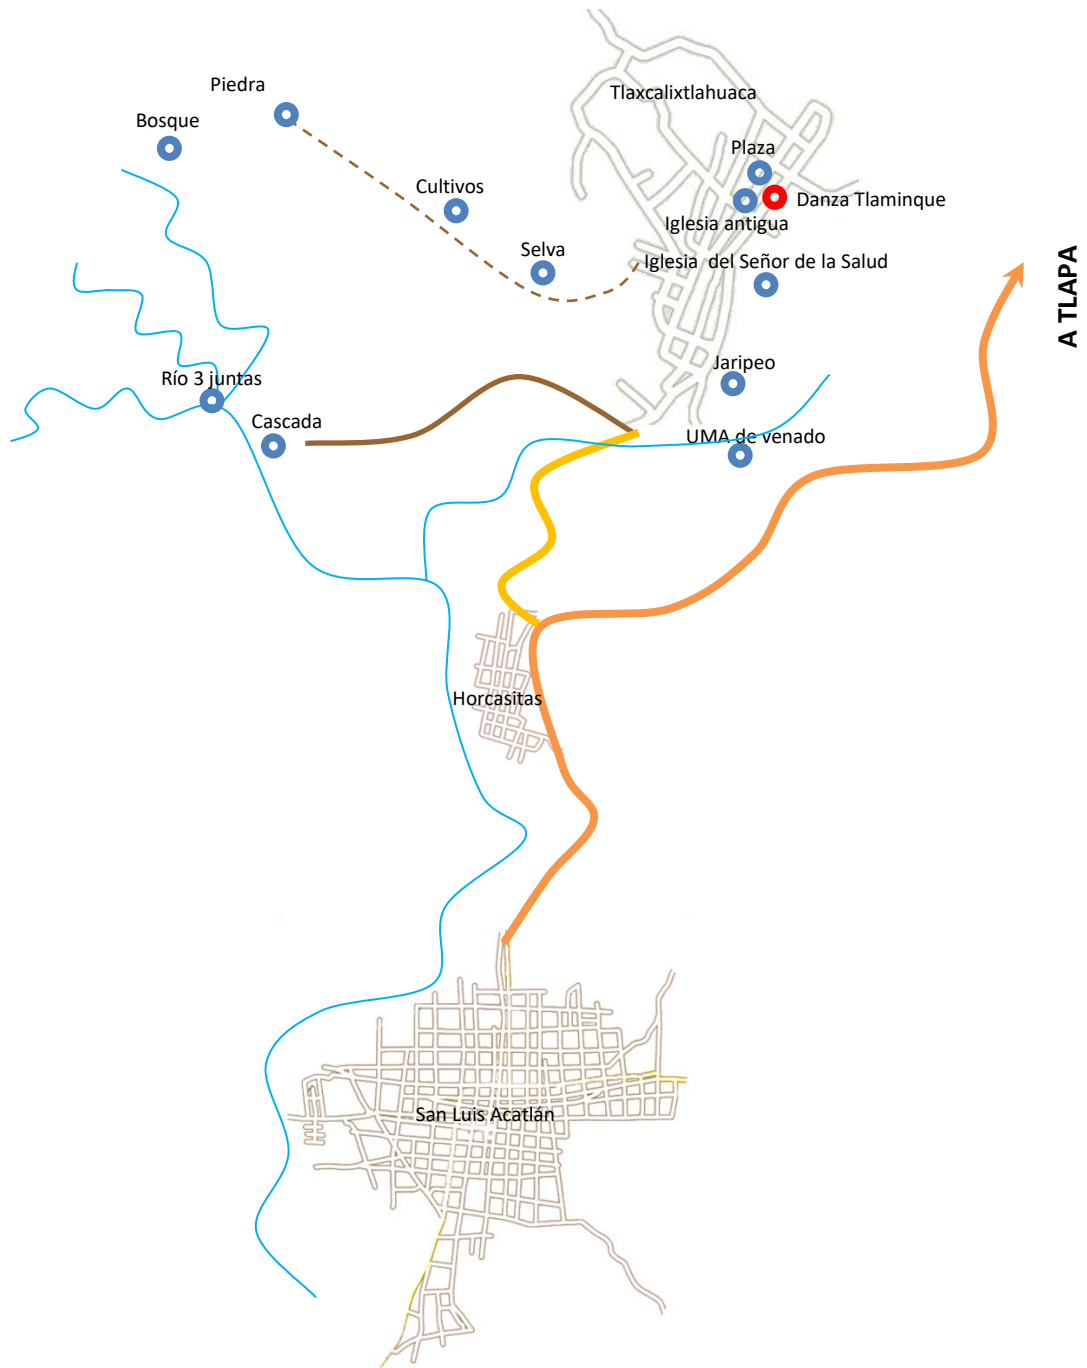 Piedra
Tlaxcalixtlahuaca
Bosque
Plaza
Cultivos
Danza Tlaminque
Iglesia antigua
Selva
Iglesia del Señor de la Salud
A TLAPA
Jaripeo
Río 3 juntas
Cascada
UMA de venado
Horcasitas
San Luis Acatlán